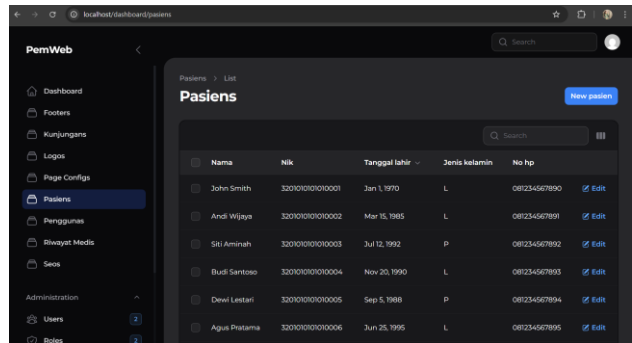 localhost/dashboard/pasiens
PemWeb
Search
Dashboard
Footers
Kunjungans
Logos
Page Configs
Pasiens
Penggunas
Riwayat Medis
Seos
Administration
Users 2
Roles 2
Pasiens > List
Pasiens
New pasien
Search
Nama Nik Tanggal lahir Jenis kelamin No hp
John Smith 3201010101010001 Jan 1, 1970 L 081234567890 Edit
Andi Wijaya 3201010101010002 Mar 15, 1985 L 081234567891 Edit
Siti Aminah 3201010101010003 Jul 12, 1992 P 081234567892 Edit
Budi Santoso 3201010101010004 Nov 20, 1990 L 081234567893 Edit
Dewi Lestari 3201010101010005 Sep 5, 1988 P 081234567894 Edit
Agus Pratama 3201010101010006 Jun 25, 1995 L 081234567895 Edit